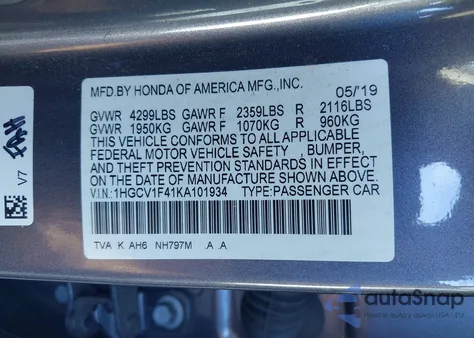 MFD.BY HONDA OF AMERICA MFG.,INC. 05/'19
GVWR 4299LBS GAWR F 2359LBS R 2116LBS
GVWR 1950KG GAWR F 1070KG R 960KG
THIS VEHICLE CONFORMS TO ALL APPLICABLE
FEDERAL MOTOR VEHICLE SAFETY , BUMPER,
AND THEFT PREVENTION STANDARDS IN EFFECT
ON THE DATE OF MANUFACTURE SHOWN ABOVE.
V.I.N.:1HGCV1F41KA101934 TYPE:PASSENGER CAR
TVA K AH6 NH797M .A .A
V7
autoSnap